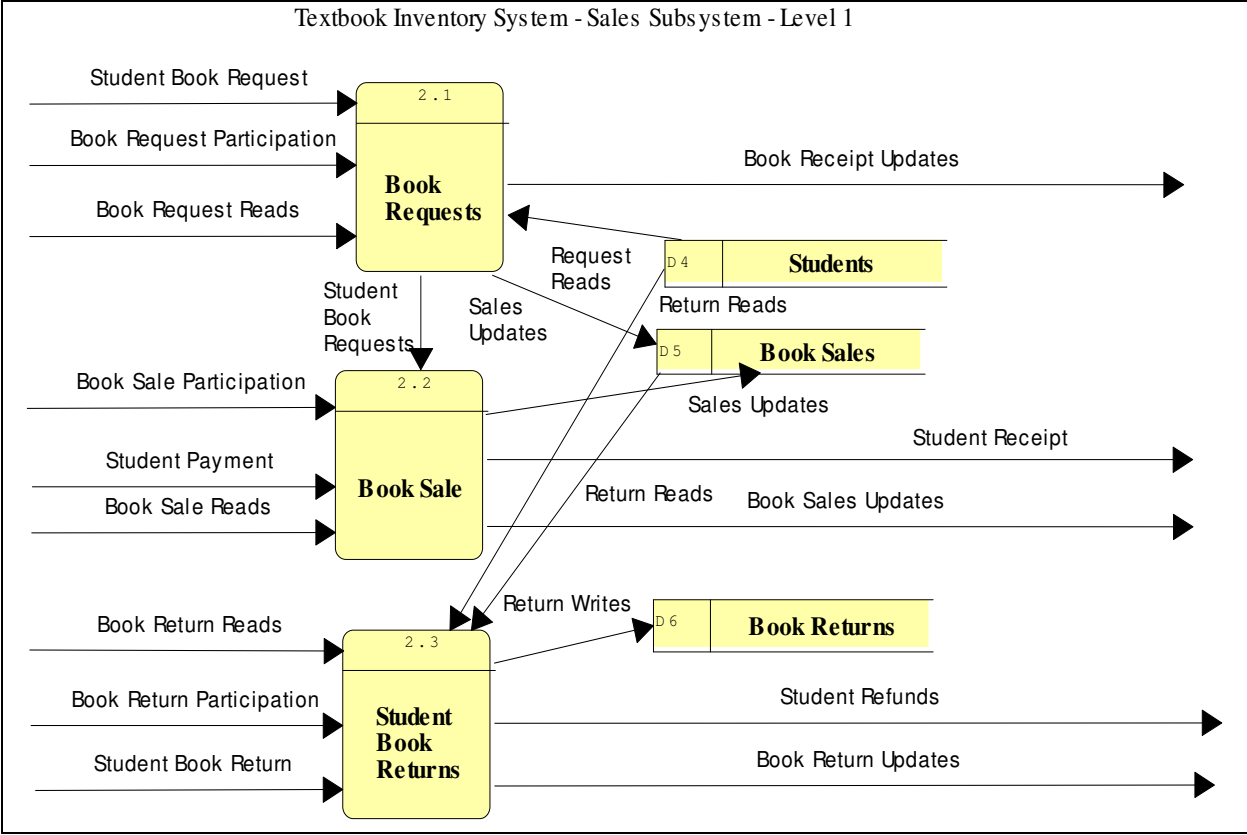 Textbook Inventory System - Sales Subsystem - Level 1
Student Book Request
2.1
Book Request Participation
Book Receipt Updates
Book
Requests
Book Request Reads
Request
Reads
D4
Students
Student
Book
Requests
Sales
Updates
Return Reads
D5
Book Sales
Book Sale Participation
2.2
Sales Updates
Student Receipt
Student Payment
Book Sale
Return Reads
Book Sales Updates
Book Sale Reads
Return Writes
Book Return Reads
2.3
D6
Book Returns
Book Return Participation
Student Refunds
Student
Book
Returns
Student Book Return
Book Return Updates